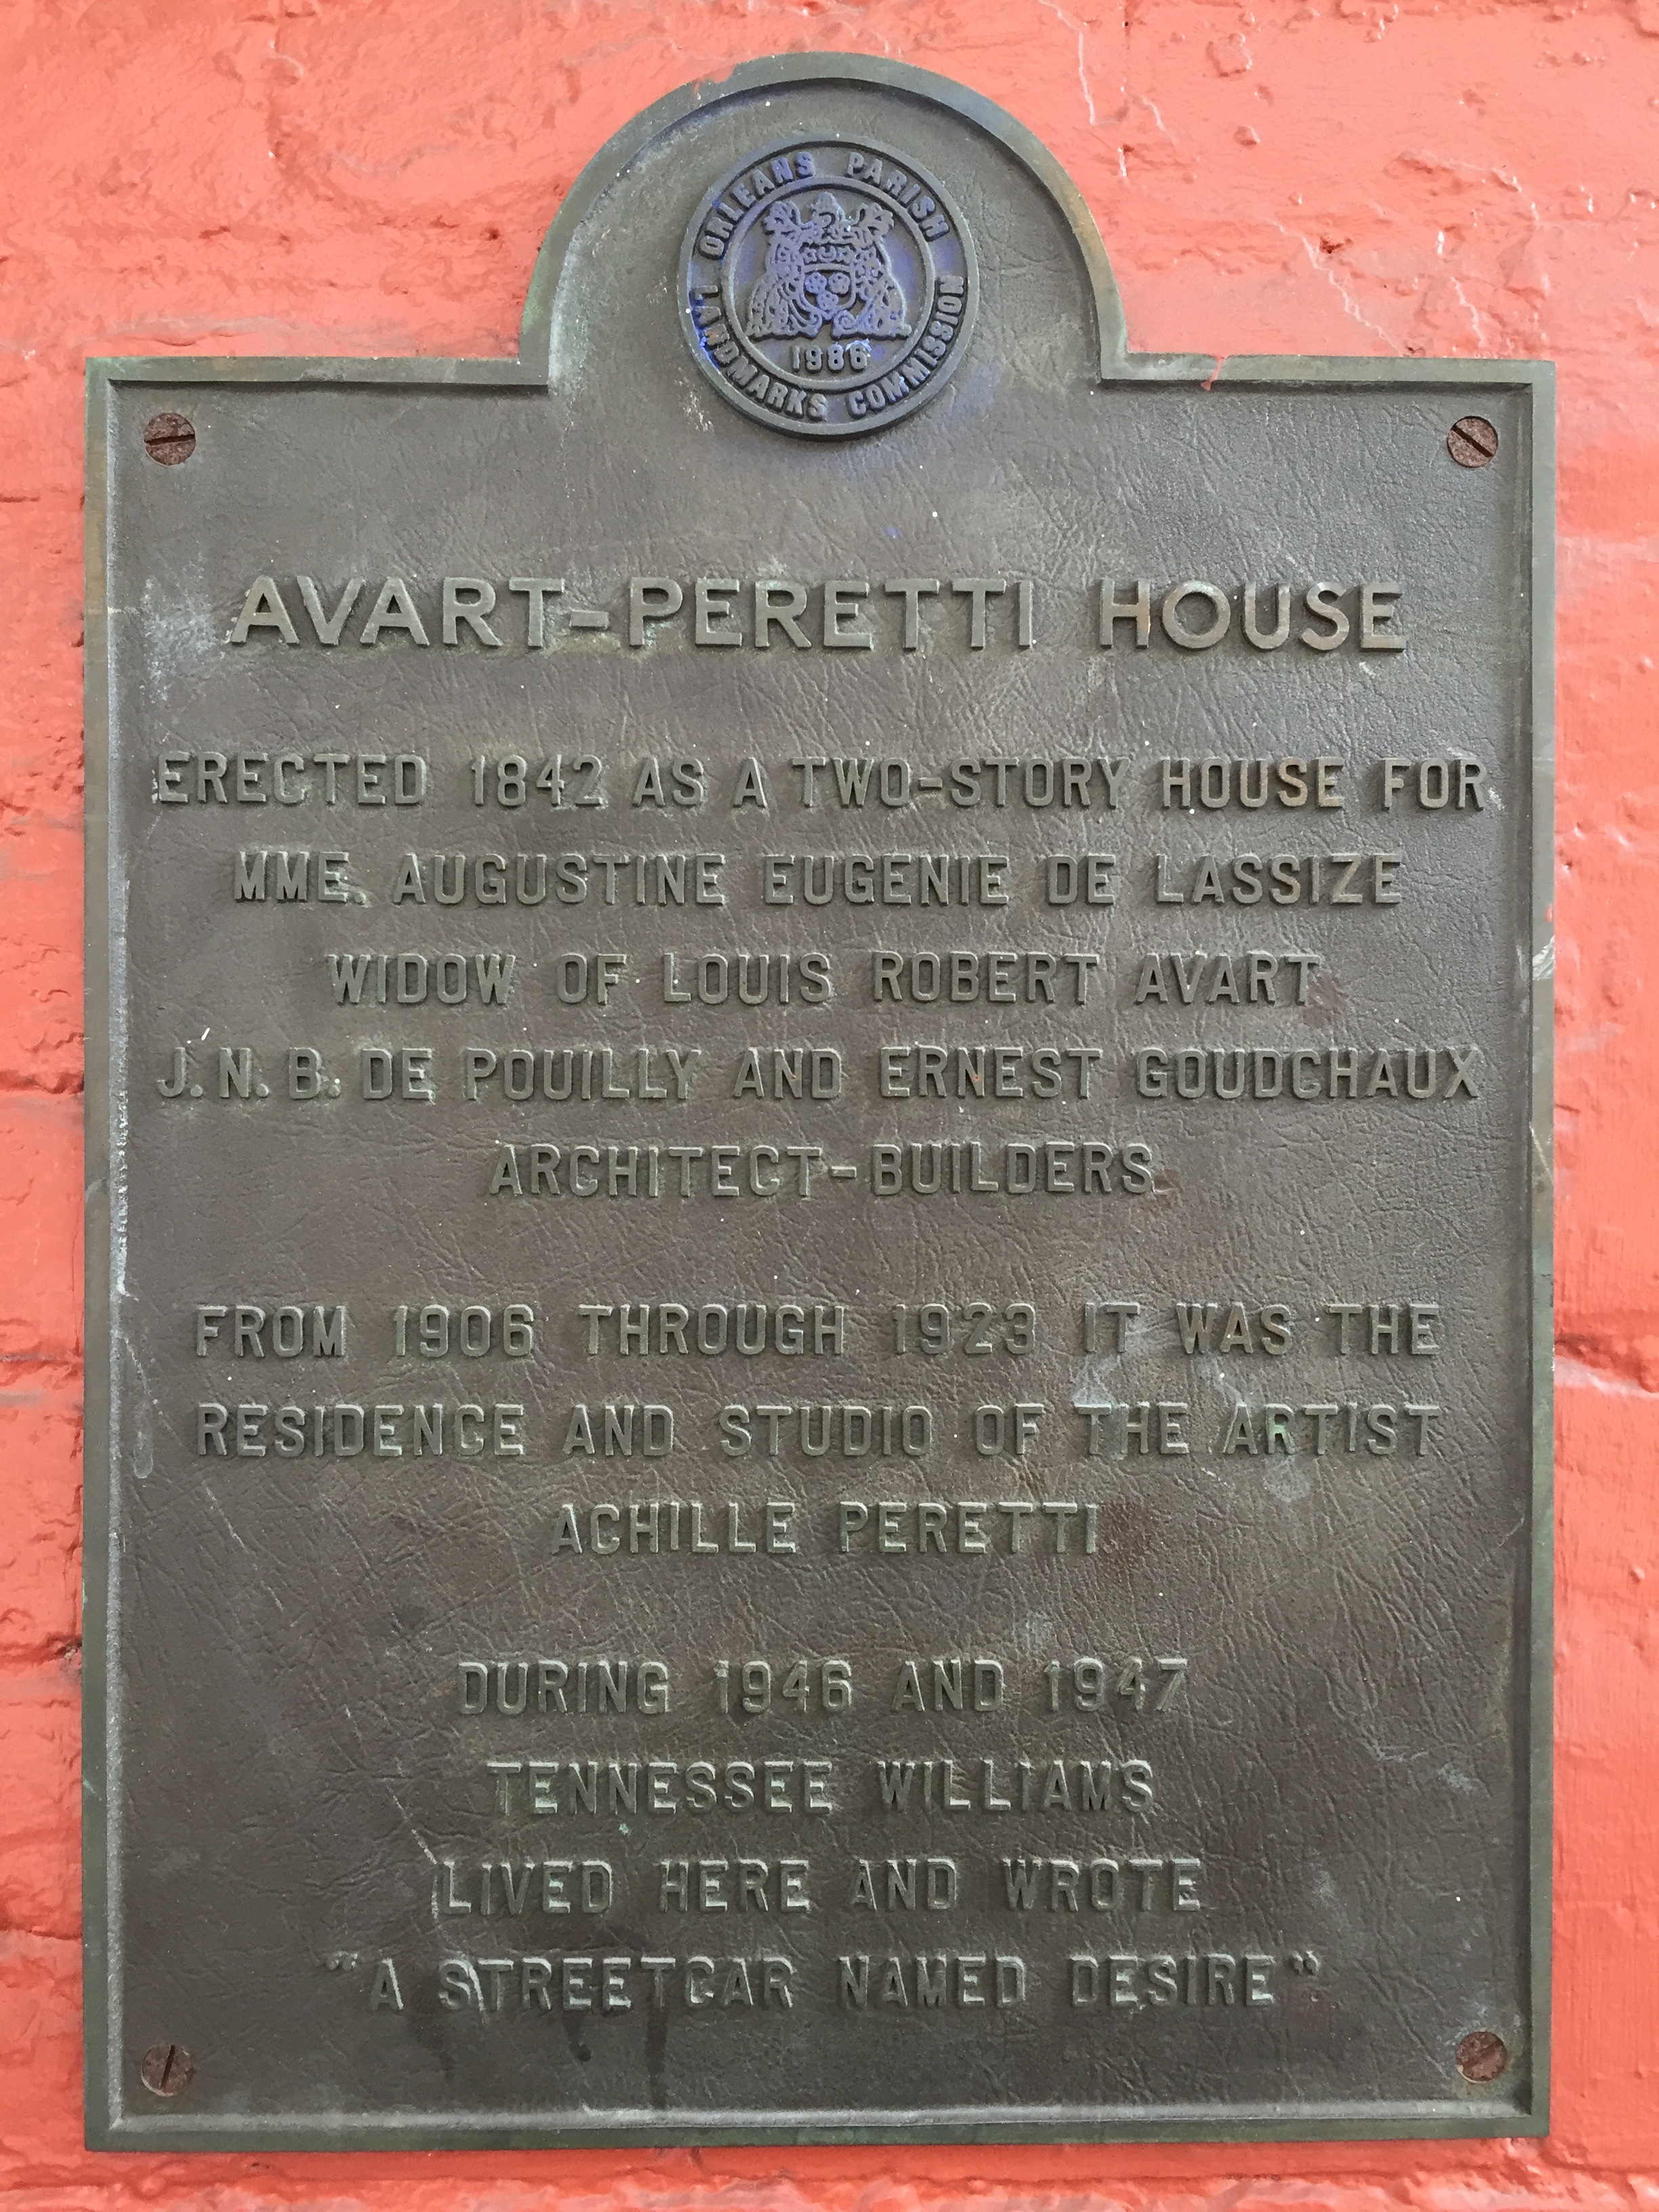 ORLEANS PARISH
LANDMARKS COMMISSION
1986
AVART-PERETTI HOUSE
ERECTED 1842 AS A TWO-STORY HOUSE FOR
MME. AUGUSTINE EUGENIE DE LASSIZE
WIDOW OF LOUIS ROBERT AVART
J. N. B. DE POUILLY AND ERNEST GOUDCHAUX
ARCHITECT-BUILDERS
FROM 1906 THROUGH 1923 IT WAS THE
RESIDENCE AND STUDIO OF THE ARTIST
ACHILLE PERETTI
DURING 1946 AND 1947
TENNESSEE WILLIAMS
LIVED HERE AND WROTE
"A STREETCAR NAMED DESIRE"